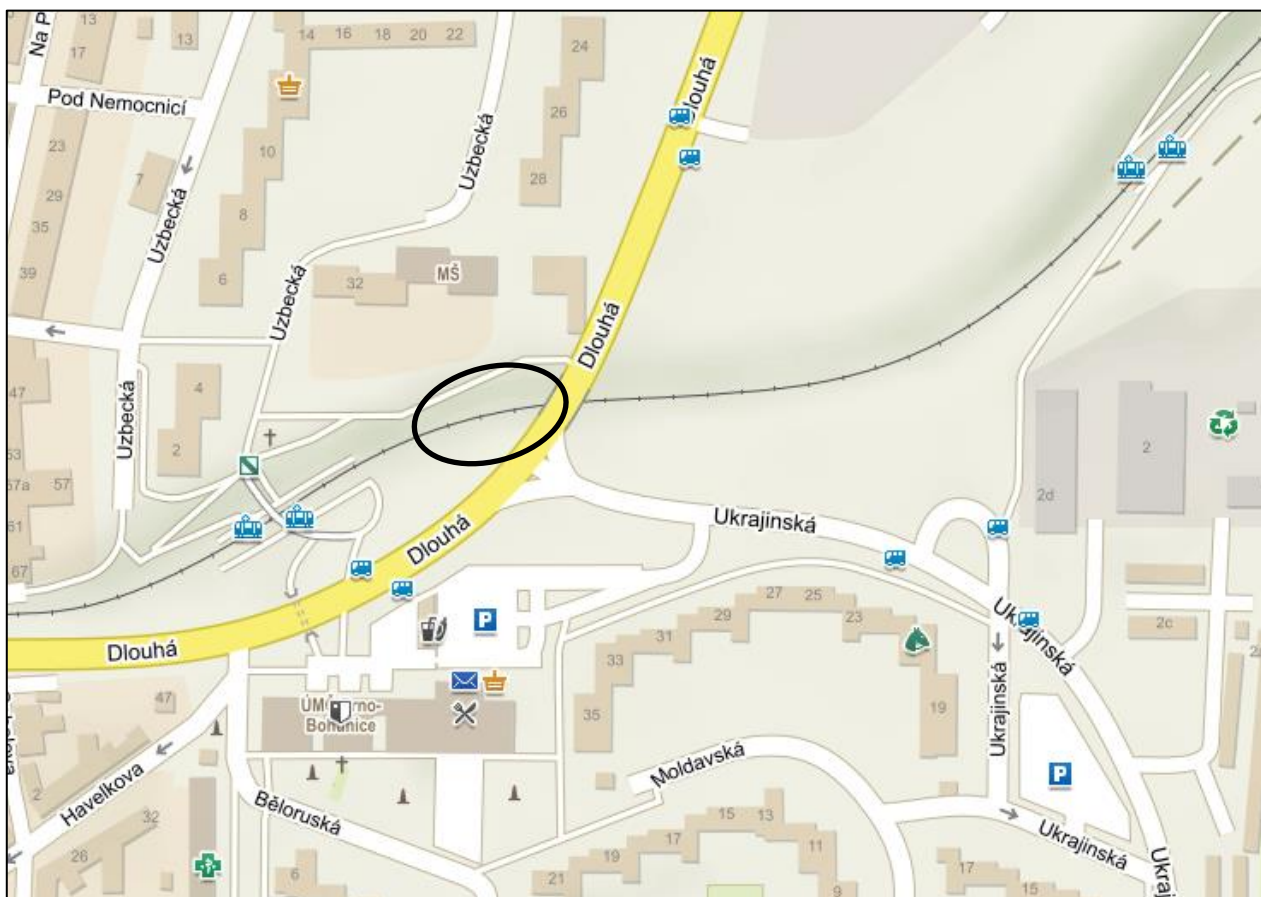 Na P
13
17
13
14
16
18
20
22
24
Dlouhá
Pod Nemocnicí
Uzbecká
Uzbecká
26
10
23
7
28
29
8
35
39
6
Uzbecká
32
MŠ
Dlouhá
47
4
Uzbecká
2
53
57a
57
61
67
2
2d
Ukrajinská
Dlouhá
Dlouhá
27
25
29
23
31
33
35
19
Ukrajinská
2c
P
47
ÚMČ Brno-
Bohunice
Ukrajinská
Moldavská
P
Havelkova
2
32
26
Běloruská
6
15
13
17
11
19
21
9
Ukrajinská
17
15
Ukraj